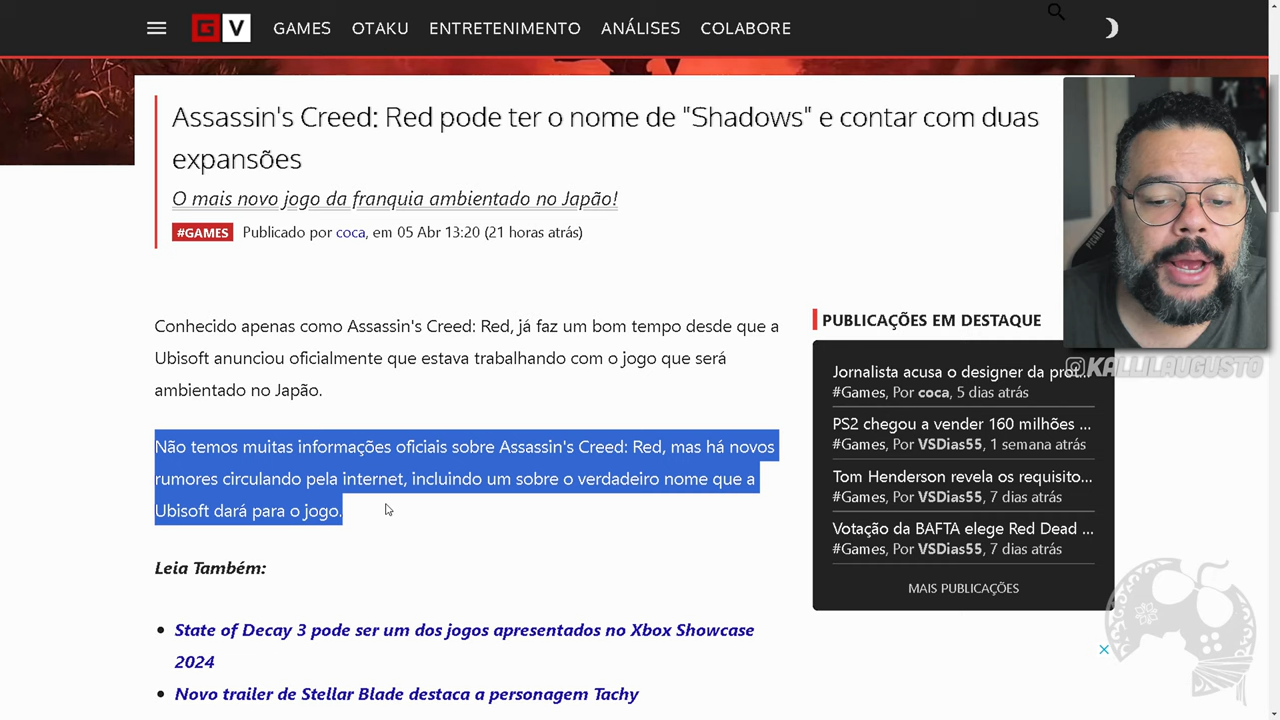 G V GAMES OTAKU ENTRETENIMENTO ANÁLISES COLABORE
Assassin's Creed: Red pode ter o nome de "Shadows" e contar com duas
expansões
O mais novo jogo da franquia ambientado no Japão!
#GAMES Publicado por coca, em 05 Abr 13:20 (21 horas atrás)
Conhecido apenas como Assassin's Creed: Red, já faz um bom tempo desde que a
Ubisoft anunciou oficialmente que estava trabalhando com o jogo que será
ambientado no Japão.
Não temos muitas informações oficiais sobre Assassin's Creed: Red, mas há novos
rumores circulando pela internet, incluindo um sobre o verdadeiro nome que a
Ubisoft dará para o jogo.
Leia Também:
State of Decay 3 pode ser um dos jogos apresentados no Xbox Showcase
2024
Novo trailer de Stellar Blade destaca a personagem Tachy
PUBLICAÇÕES EM DESTAQUE
Jornalista acusa o designer da prot...
#Games, Por coca, 5 dias atrás
PS2 chegou a vender 160 milhões ...
#Games, Por VSDias55, 1 semana atrás
Tom Henderson revela os requisito...
#Games, Por VSDias55, 7 dias atrás
Votação da BAFTA elege Red Dead ...
#Games, Por VSDias55, 7 dias atrás
MAIS PUBLICAÇÕES
@KALLILAUGUSTO